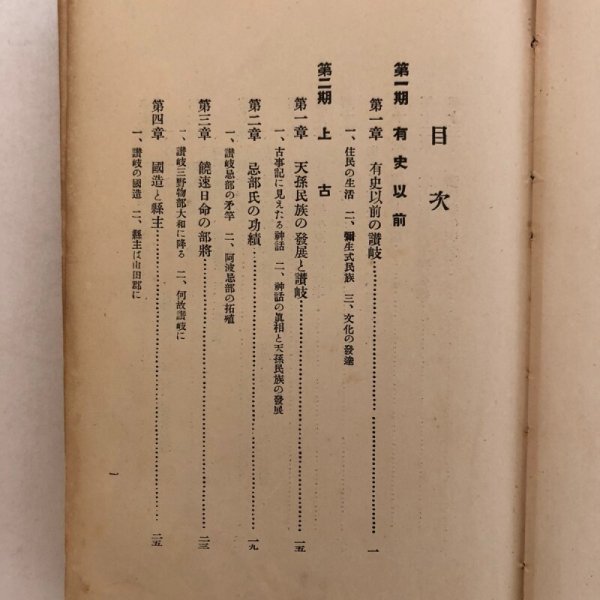 目次
第一期 有史以前
第一章 有史以前の讃岐……………一
一、住民の生活 二、彌生式民族 三、文化の發達
第二期 上古
第一章 天孫民族の發展と讃岐……………一五
一、古事記に見えたる神話 二、神話の眞相と天孫民族の發展
第二章 忌部氏の功績……………一九
一、讃岐忌部の矛竿 二、阿波忌部の拓殖
第三章 饒速日命の部將……………二三
一、讃岐三野物部大和に降る 二、何故讃岐に
第四章 國造と縣主……………二五
一、讃岐の國造 二、縣主は山田郡に
一